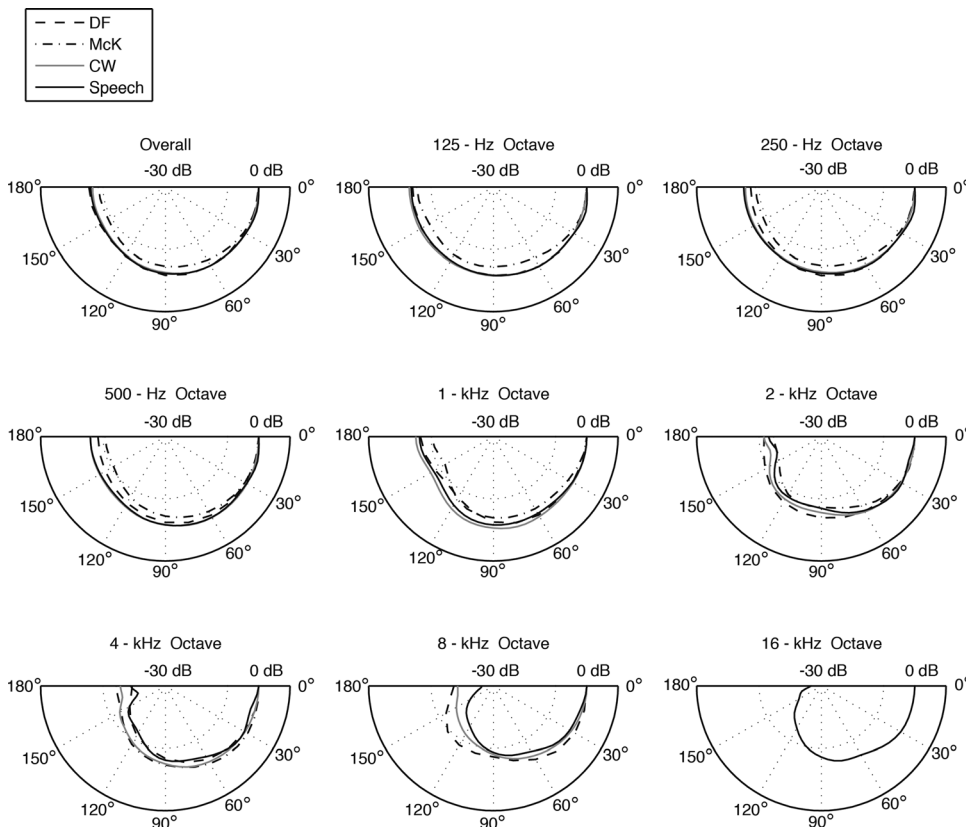 DF
McK
CW
Speech
Overall
-30 dB
0 dB
180°
0°
150°
30°
120°
60°
90°
125 - Hz Octave
-30 dB
0 dB
180°
0°
150°
30°
120°
60°
90°
250 - Hz Octave
-30 dB
0 dB
180°
0°
150°
30°
120°
60°
90°
500 - Hz Octave
-30 dB
0 dB
180°
0°
150°
30°
120°
60°
90°
1 - kHz Octave
-30 dB
0 dB
180°
0°
150°
30°
120°
60°
90°
2 - kHz Octave
-30 dB
0 dB
180°
0°
150°
30°
120°
60°
90°
4 - kHz Octave
-30 dB
0 dB
180°
0°
150°
30°
120°
60°
90°
8 - kHz Octave
-30 dB
0 dB
180°
0°
150°
30°
120°
60°
90°
16 - kHz Octave
-30 dB
0 dB
180°
0°
150°
30°
120°
60°
90°